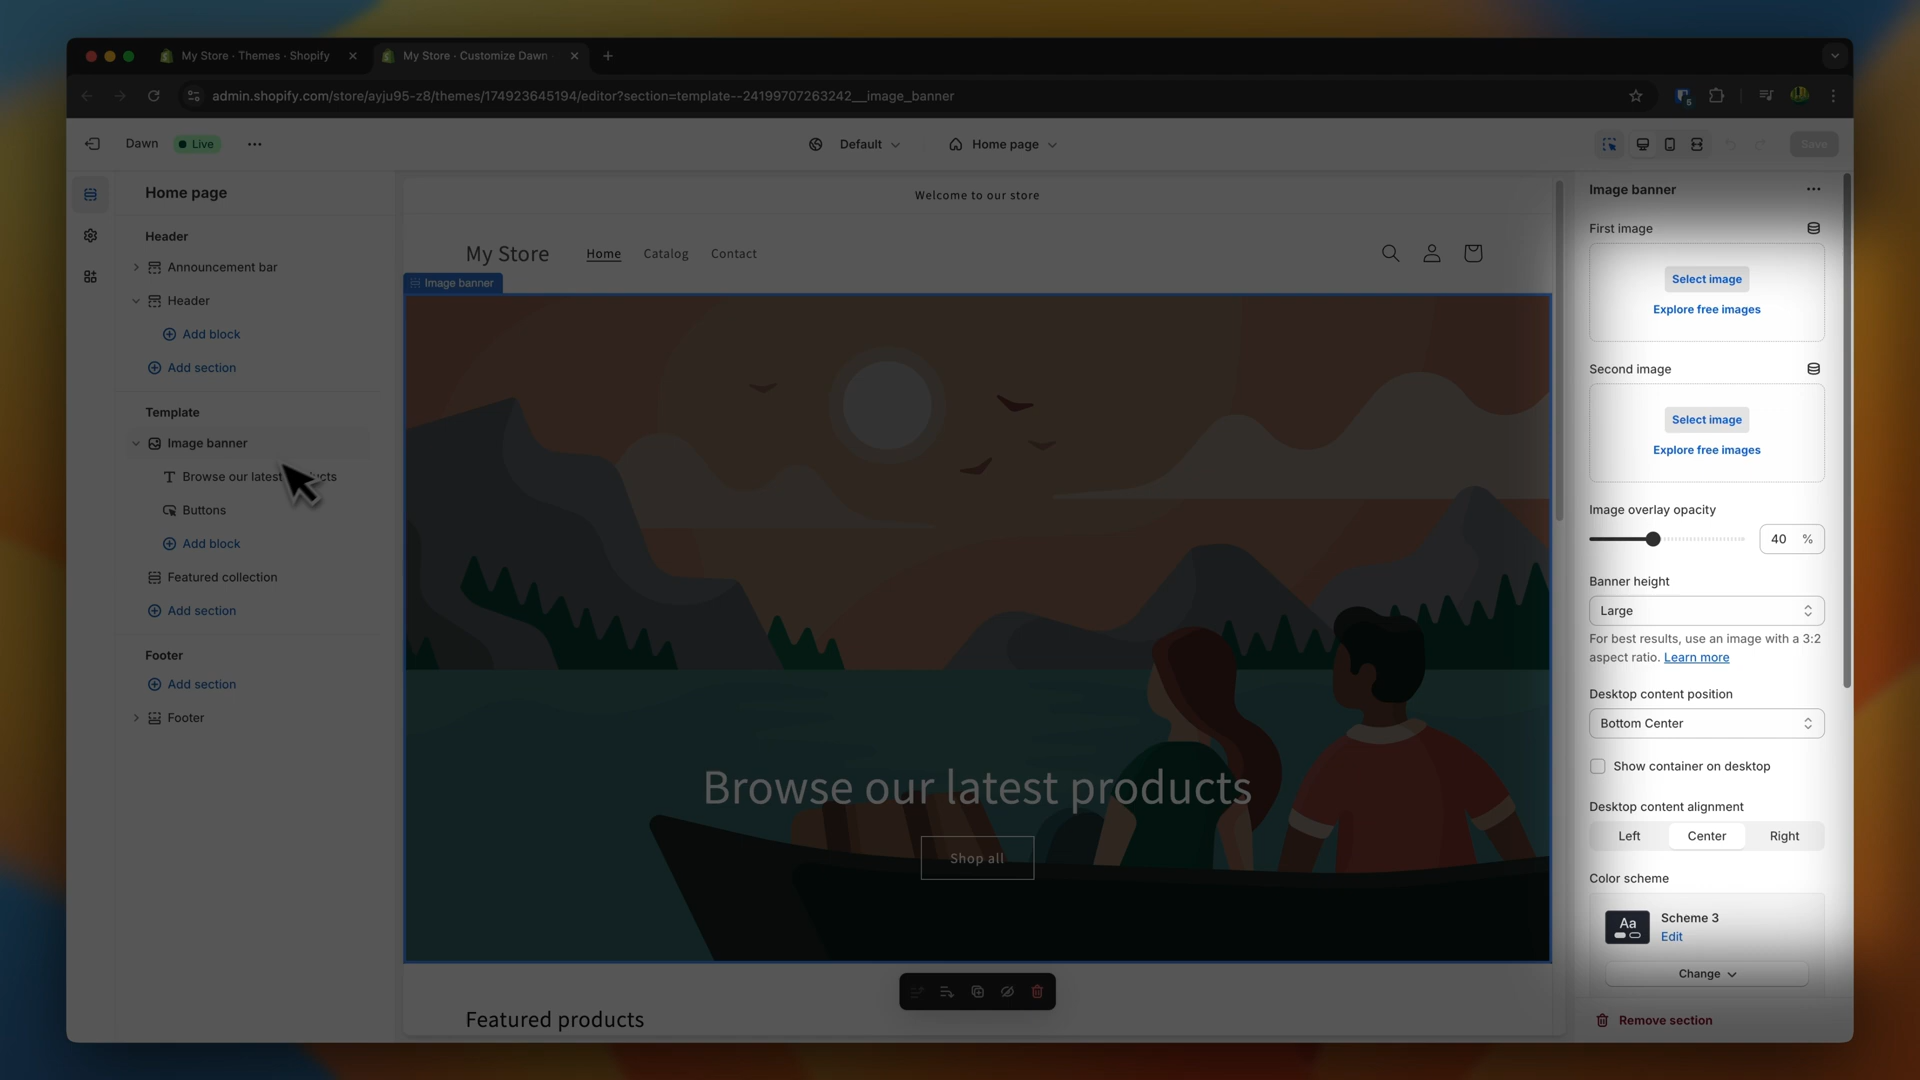 My Store · Themes · Shopify
My Store · Customize Dawn ·
admin.shopify.com/store/ayju95-z8/themes/174923645194/editor?section=template--24199707263242__image_banner
5
Dawn
Live
Default
Home page
Save
Home page
Header
Announcement bar
Header
Add block
Add section
Template
Image banner
Browse our latest
cts
Buttons
Add block
Featured collection
Add section
Footer
Add section
Footer
Welcome to our store
My Store
Home
Catalog
Contact
Image banner
Browse our latest products
Shop all
Featured products
Image banner
First image
Select image
Explore free images
Second image
Select image
Explore free images
Image overlay opacity
40 %
Banner height
Large
For best results, use an image with a 3:2
aspect ratio. Learn more
Desktop content position
Bottom Center
Show container on desktop
Desktop content alignment
Left
Center
Right
Color scheme
Aa
Scheme 3
Edit
Change
Remove section